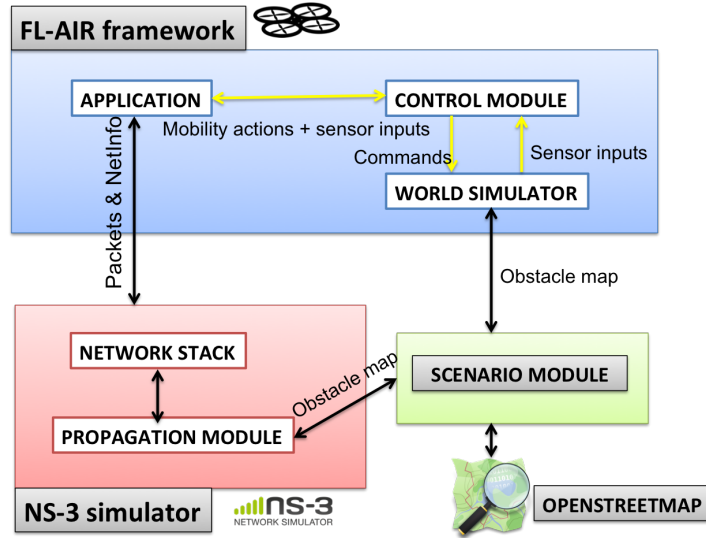 FL-AIR framework
APPLICATION
CONTROL MODULE
Mobility actions + sensor inputs
Commands
Sensor inputs
WORLD SIMULATOR
Packets & NetInfo
Obstacle map
NETWORK STACK
Obstacle map
SCENARIO MODULE
PROPAGATION MODULE
NS-3 simulator
NS-3
NETWORK SIMULATOR
OPENSTREETMAP